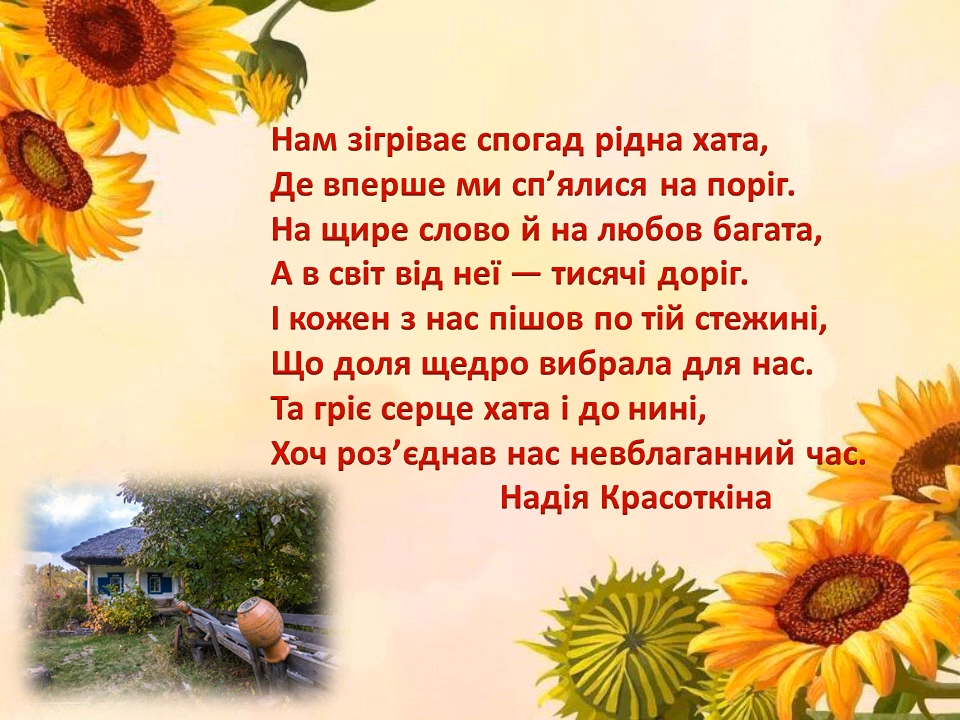 Нам зігріває спогад рідна хата,
Де вперше ми сп’ялися на поріг.
На щире слово й на любов багата,
А в світ від неї — тисячі доріг.
І кожен з нас пішов по тій стежині,
Що доля щедро вибрала для нас.
Та гріє серце хата і до нині,
Хоч роз’єднав нас невблаганний час.
Надія Красоткіна